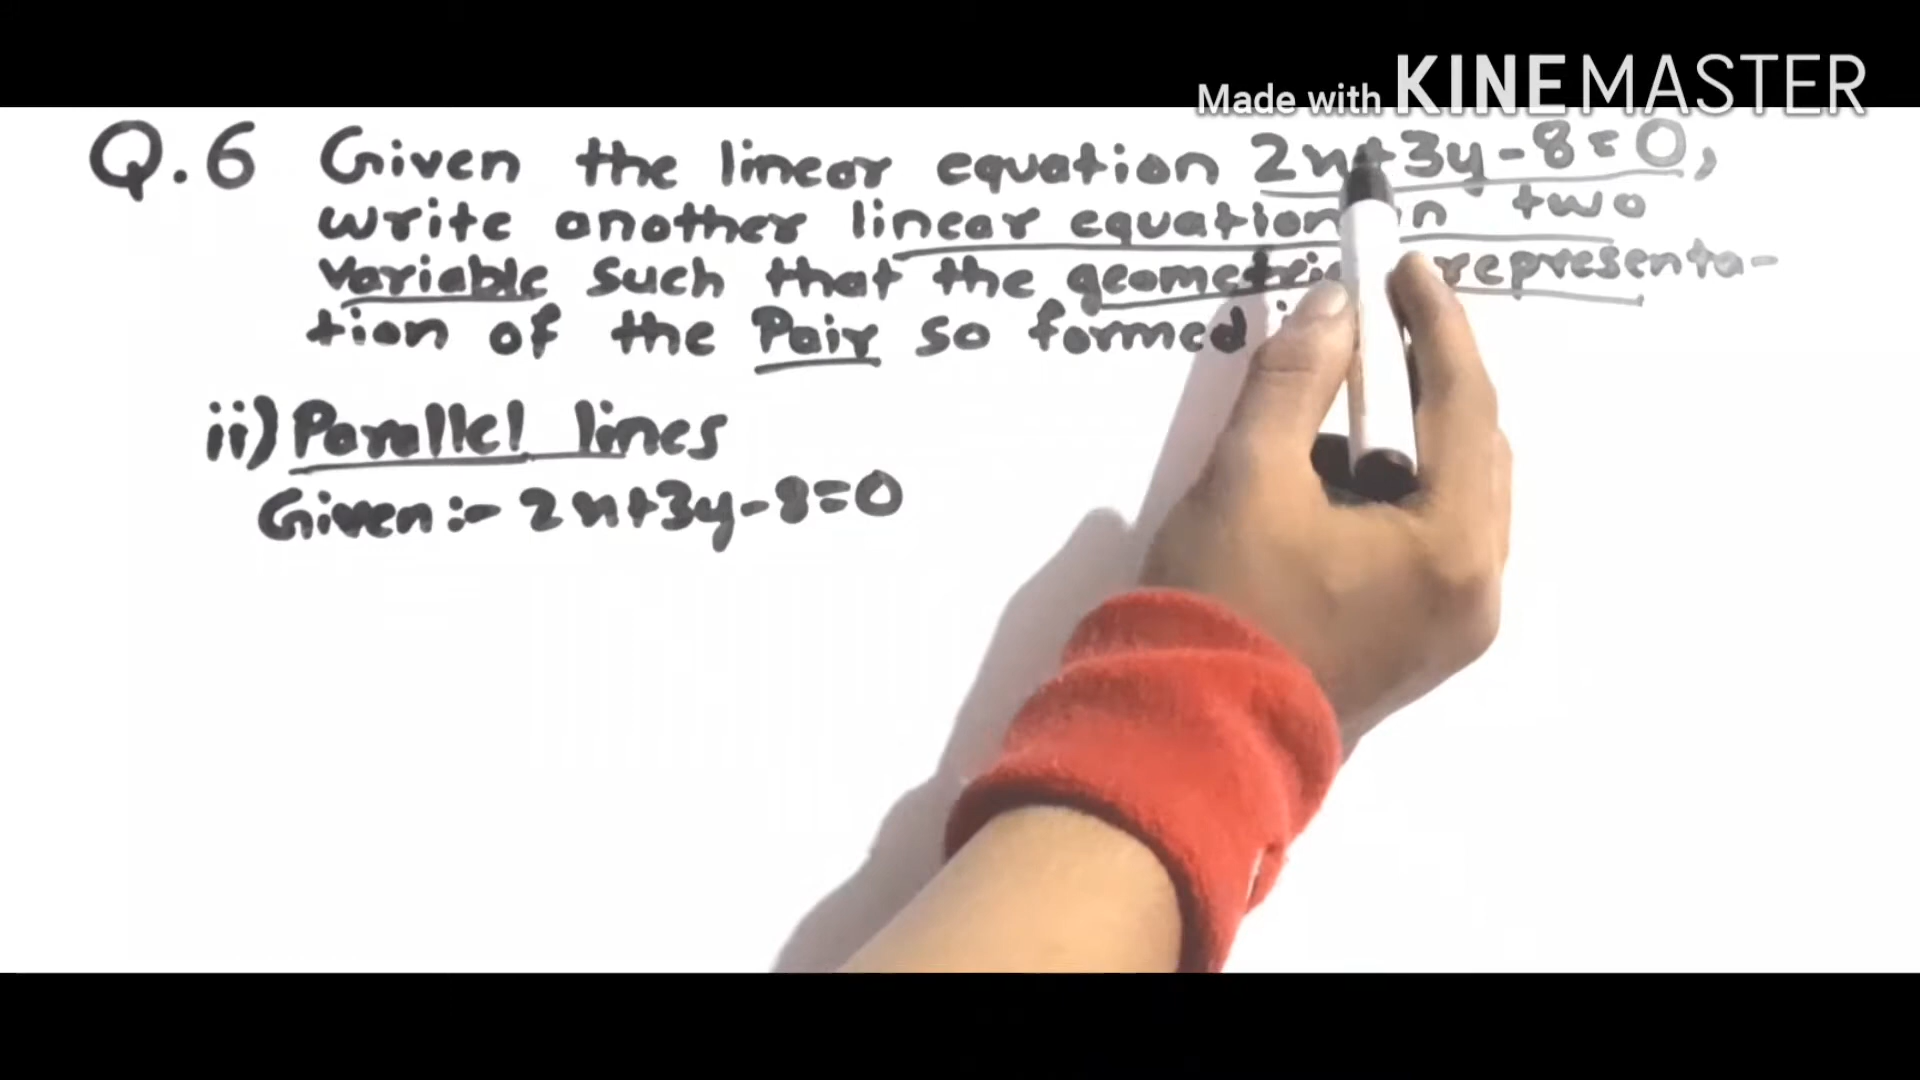 Made with KINEMASTER
Q.6 Given the linear equation 2x+3y-8=0,
write another linear equation in two
variable such that the geometric representa-
tion of the Pair so formed
ii) Parallel lines
Given :- 2x+3y-8=0